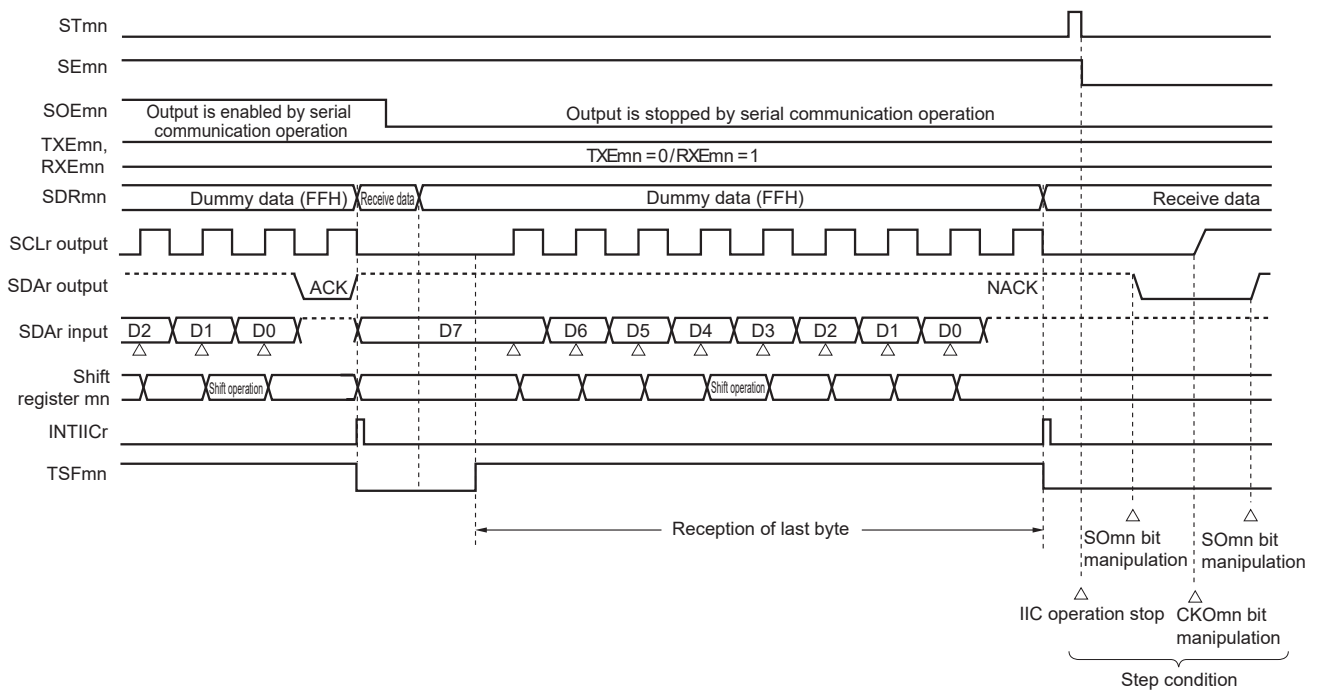 STmn
SEmn
SOEmn
Output is enabled by serial
communication operation
Output is stopped by serial communication operation
TXEmn,
RXEmn
TXEmn = 0 / RXEmn = 1
SDRmn
Dummy data (FFH)
Receive data
Dummy data (FFH)
Receive data
SCLr output
SDAr output
ACK
NACK
SDAr input
D2
D1
D0
D7
D6
D5
D4
D3
D2
D1
D0
Shift
register mn
Shift operation
Shift operation
INTIICr
TSFmn
Reception of last byte
SOmn bit
manipulation
SOmn bit
manipulation
IIC operation stop
CKOmn bit
manipulation
Step condition